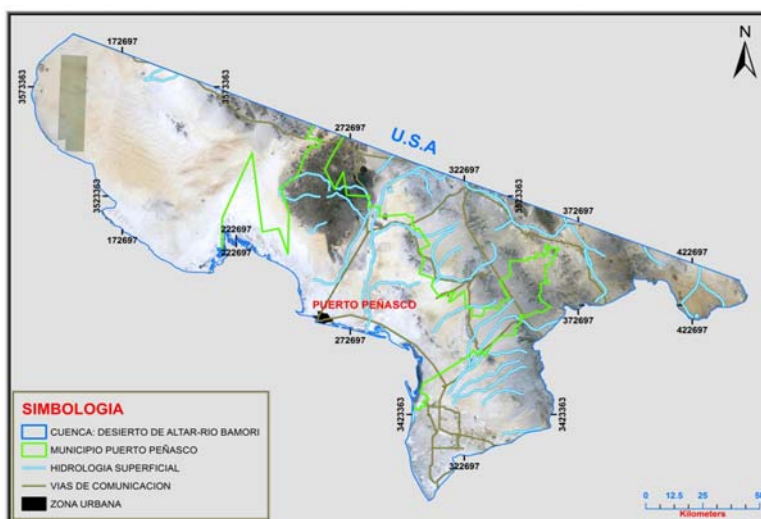 N
172697
3573363
3573363
272697
U.S.A
322697
3523363
3523363
372697
172697
222697
222697
422697
PUERTO PEÑASCO
272697
372697
422697
3423363
3423363
322697
SIMBOLOGIA
CUENCA: DESIERTO DE ALTAR-RIO BAMORI
MUNICIPIO PUERTO PEÑASCO
HIDROLOGIA SUPERFICIAL
VIAS DE COMUNICACION
ZONA URBANA
0 12.5 25 50
Kilometers